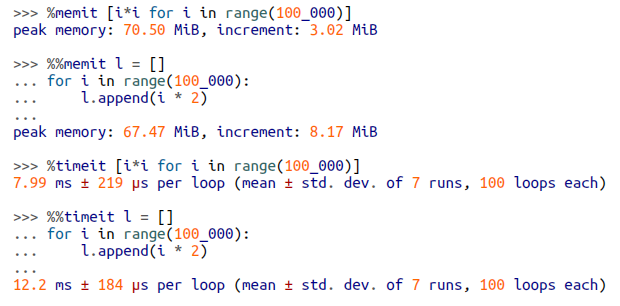 >>> %memit [i*i for i in range(100_000)]
peak memory: 70.50 MiB, increment: 3.02 MiB
>>> %%memit l = []
... for i in range(100_000):
...     l.append(i * 2)
...
peak memory: 67.47 MiB, increment: 8.17 MiB
>>> %timeit [i*i for i in range(100_000)]
7.99 ms ± 219 µs per loop (mean ± std. dev. of 7 runs, 100 loops each)
>>> %%timeit l = []
... for i in range(100_000):
...     l.append(i * 2)
...
12.2 ms ± 184 µs per loop (mean ± std. dev. of 7 runs, 100 loops each)